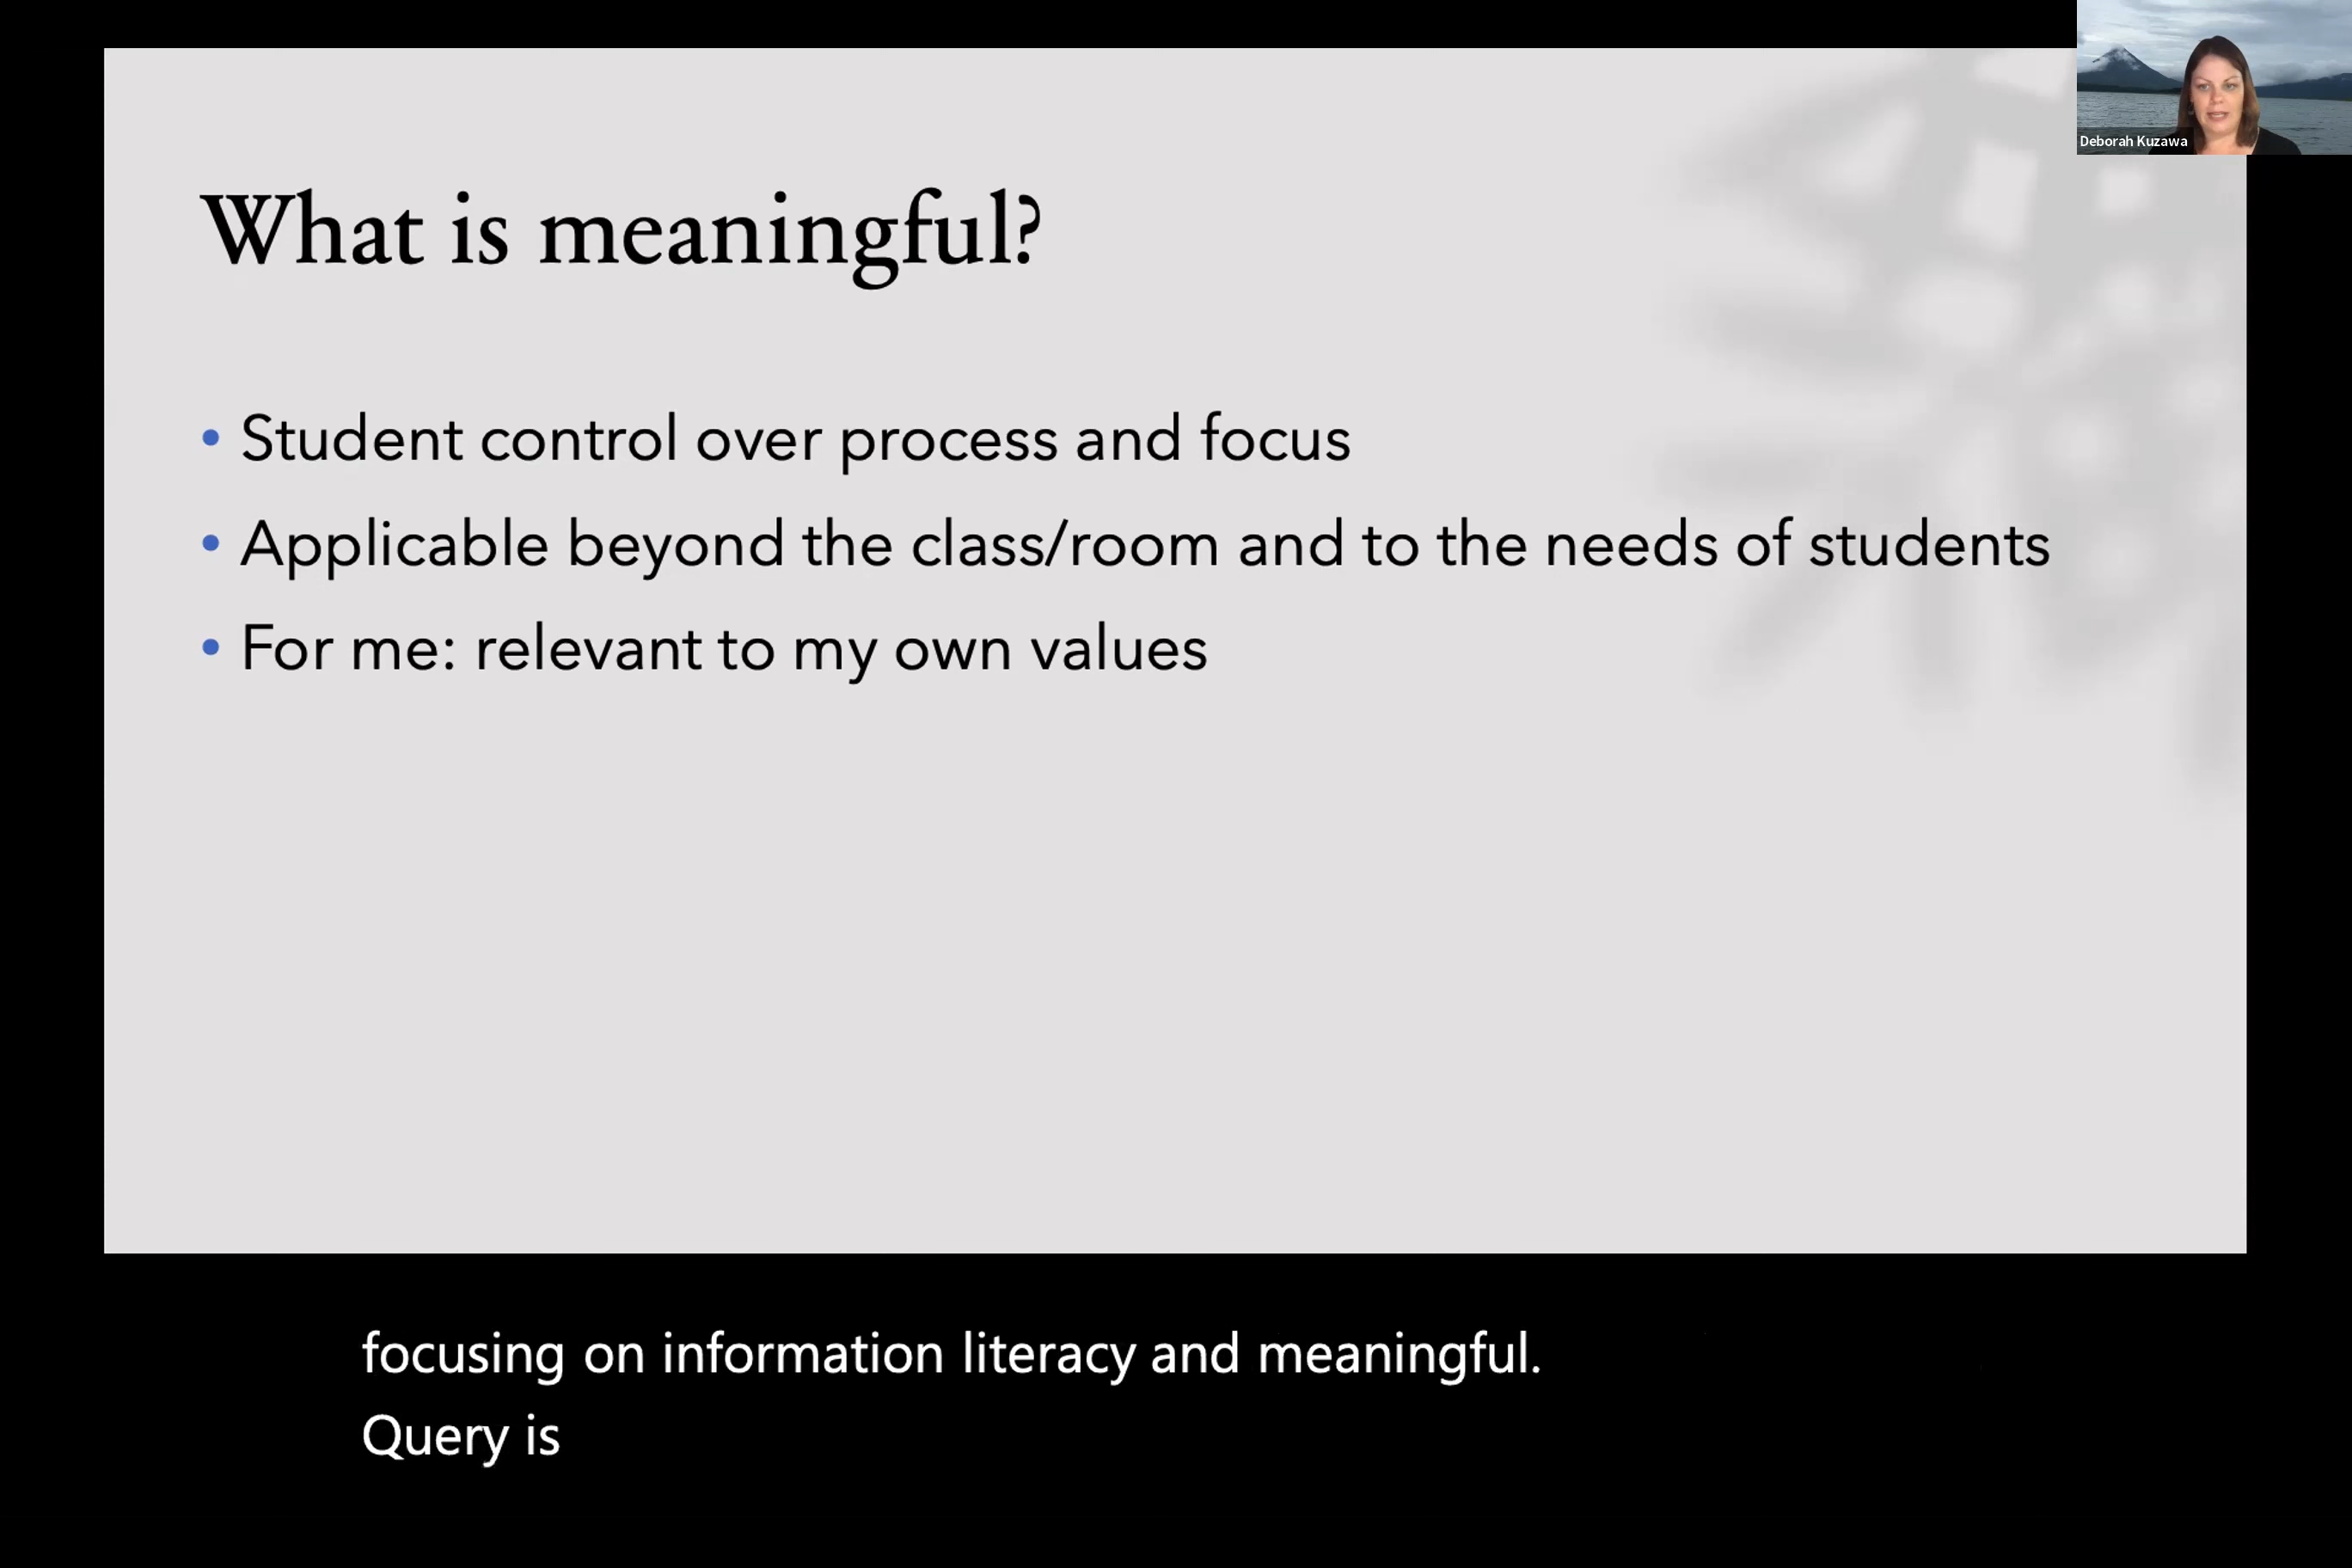 Deborah Kuzawa
What is meaningful?
• Student control over process and focus
• Applicable beyond the class/room and to the needs of students
• For me: relevant to my own values
focusing on information literacy and meaningful.
Query is